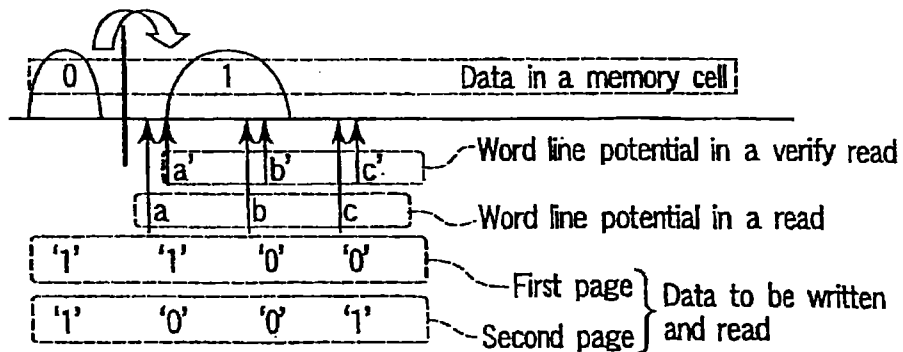 0 1 Data in a memory cell
a' b' c' Word line potential in a verify read
a b c Word line potential in a read
'1' '1' '0' '0' First page
Data to be written and read
'1' '0' '0' '1' Second page